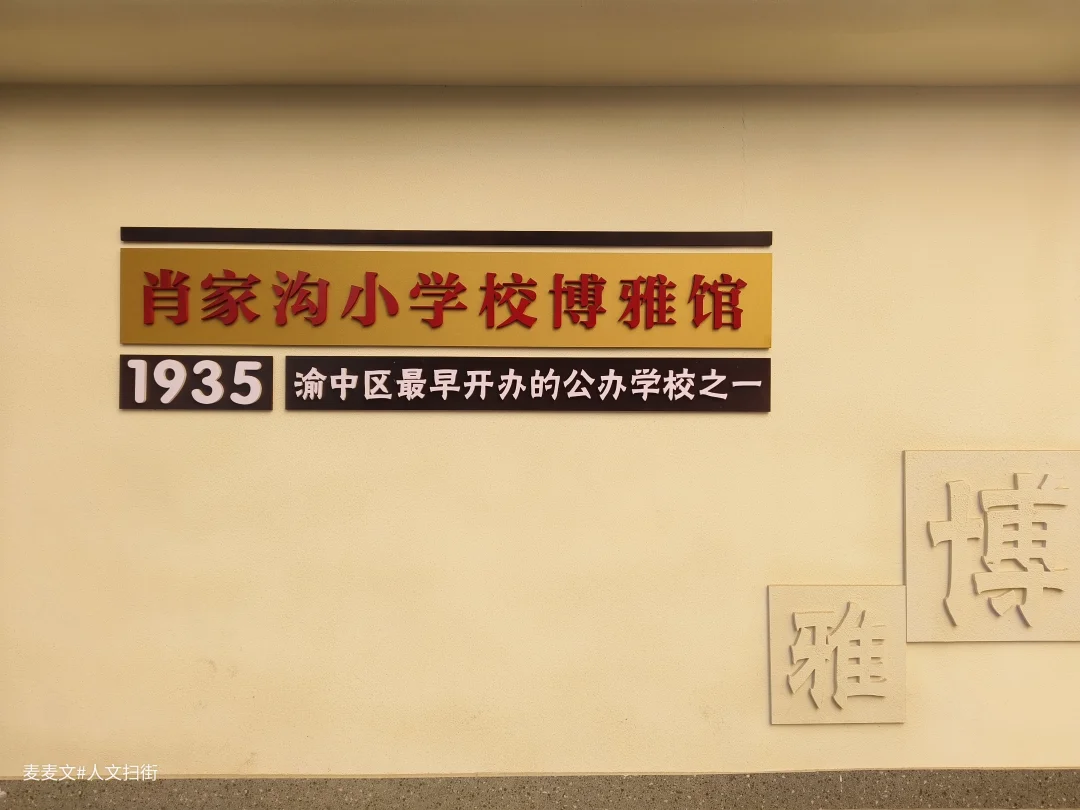 肖家沟小学校博雅馆
1935 渝中区最早开办的公办学校之一
博
雅
麦麦文#人文扫街